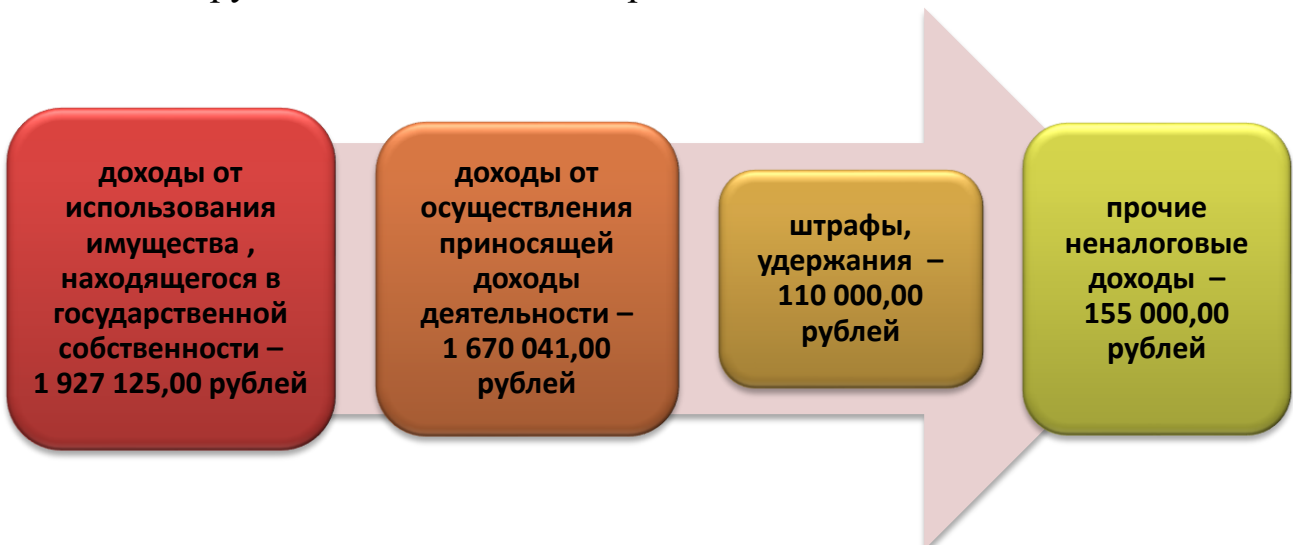 доходы от
использования
имущества ,
находящегося в
государственной
собственности –
1 927 125,00 рублей
доходы от
осуществления
приносящей
доходы
деятельности –
1 670 041,00
рублей
штрафы,
удержания –
110 000,00
рублей
прочие
неналоговые
доходы –
155 000,00
рублей